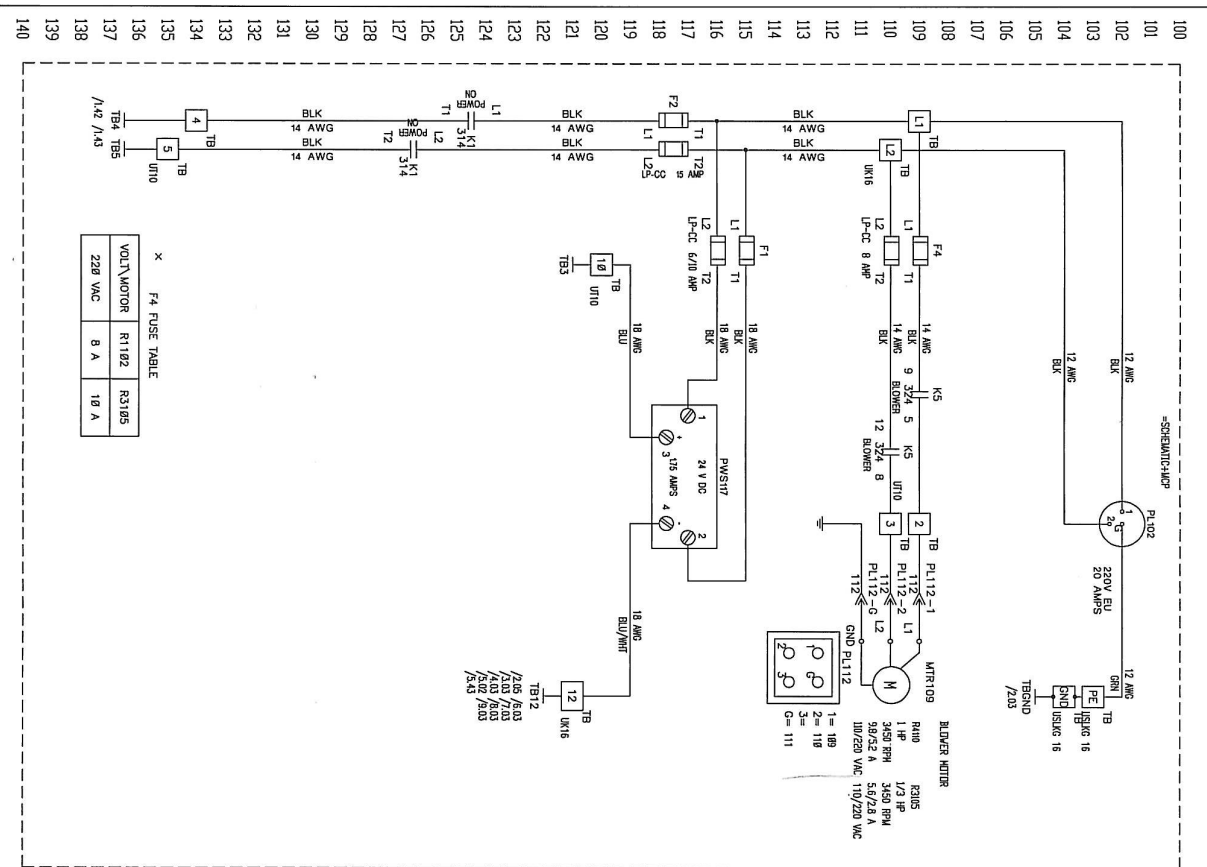 100
101
102
103
104
105
106
107
108
109
110
111
112
113
114
115
116
117
118
119
120
121
122
123
124
125
126
127
128
129
130
131
132
133
134
135
136
137
138
139
140
=SCHEMATIC+MCP
PL102
1
G
2
220V EU
20 AMPS
12 AWG
BLK
12 AWG
BLK
12 AWG
GRN
TB
PE
USLKG 16
TB
GND
USLKG 16
TBGND
/2.03
L1
TB
L2
TB
UK16
BLK
14 AWG
BLK
14 AWG
F4
L1
T1
L2
T2
LP-CC 8 AMP
14 AWG
BLK
14 AWG
BLK
K5
9
324
5
BLOWER
K5
12
324
8
BLOWER
UT10
2
TB
3
TB
PL112-1
112
PL112-2
112
PL112-G
112
L1
L2
GND
MTR109
M
BLOWER MOTOR
R4110 R3105
1 HP 1/3 HP
3450 RPM 3450 RPM
9.8/5.2 A 5.6/2.8 A
110/220 VAC 110/220 VAC
PL112
1
G
2
3
1= 109
2= 110
3=
G= 111
F1
L1
T1
L2
T2
LP-CC 6/10 AMP
18 AWG
BLK
18 AWG
BLK
PWS117
1
2
24 V DC
1.75 AMPS
+
3
4
-
18 AWG
BLU
TB
10
UT10
TB3
18 AWG
BLU/WHT
TB
12
UK16
TB12
/2.05 /6.03
/3.03 /7.03
/4.03 /8.03
/5.02 /9.03
/5.43
F2
L1
T1
L2
T2
LP-CC 15 AMP
BLK
14 AWG
BLK
14 AWG
L1
K1
314
POWER
ON
T1
L2
K1
314
POWER
ON
T2
BLK
14 AWG
BLK
14 AWG
4
TB
5
TB
UT10
TB4
TB5
/1.42 /1.43
× F4 FUSE TABLE
VOLT\MOTOR R1102 R3105
220 VAC 8 A 10 A